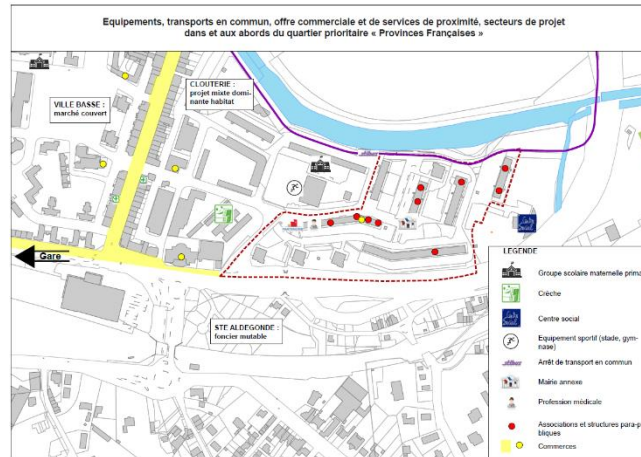 Equipements, transports en commun, offre commerciale et de services de proximité, secteurs de projet
dans et aux abords du quartier prioritaire « Provinces Françaises »
CLOUTERIE :
projet mixte domi-
nante habitat
VILLE BASSE :
marché couvert
Gare
STE ALDEGONDE :
foncier mutable
Centre Social
LEGENDE
Groupe scolaire maternelle prima
Crèche
Centre social
Equipement sportif (stade, gym-
nase)
Arrêt de transport en commun
Mairie annexe
Profession médicale
Associations et structures para-p
bliques
Commerces